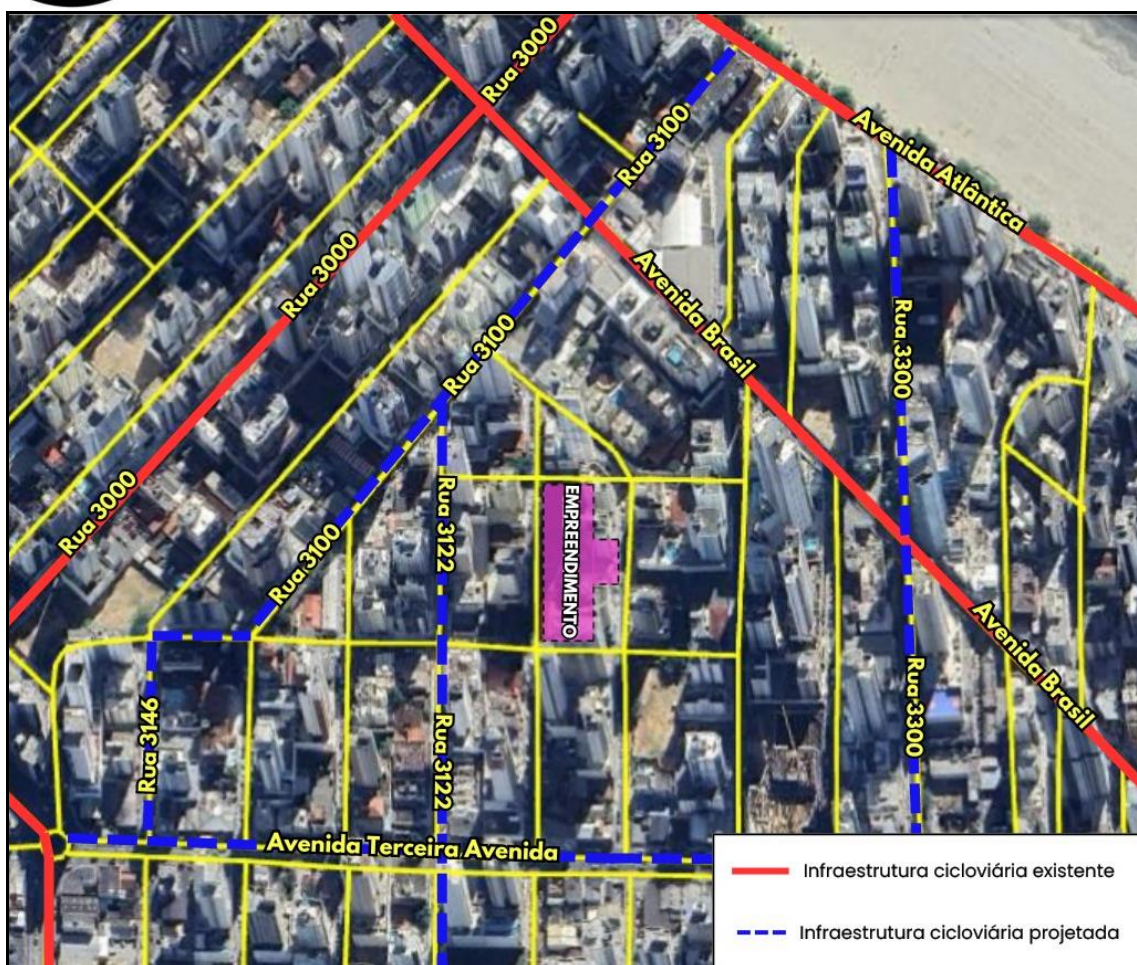 Rua 3000
Rua 3100
Avenida Atlântica
Rua 3000
Avenida Brasil
Rua 3300
Rua 3100
Rua 3000
Rua 3122
EMPREENDIMENTO
Rua 3100
Avenida Brasil
Rua 3300
Rua 3146
Rua 3122
Avenida Terceira Avenida
Infraestrutura cicloviária existente
Infraestrutura cicloviária projetada